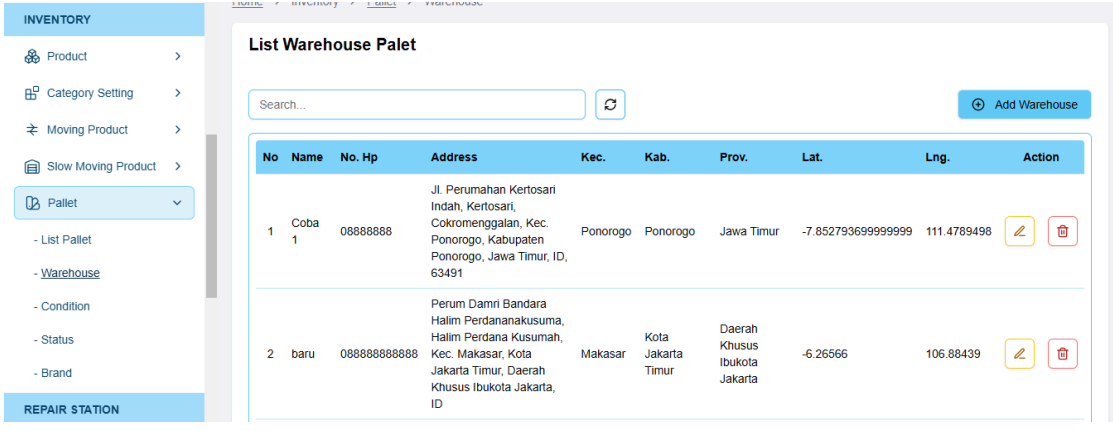 Home > Inventory > Pallet > Warehouse
INVENTORY
Product
Category Setting
Moving Product
Slow Moving Product
Pallet
- List Pallet
- Warehouse
- Condition
- Status
- Brand
REPAIR STATION
List Warehouse Palet
Search...
Add Warehouse
No Name No. Hp Address Kec. Kab. Prov. Lat. Lng. Action
1
Coba
1
08888888
Jl. Perumahan Kertosari
Indah, Kertosari,
Cokromenggalan, Kec.
Ponorogo, Kabupaten
Ponorogo, Jawa Timur, ID,
63491
Ponorogo
Ponorogo
Jawa Timur
-7.852793699999999
111.4789498
2
baru
088888888888
Perum Damri Bandara
Halim Perdananakusuma,
Halim Perdana Kusumah,
Kec. Makasar, Kota
Jakarta Timur, Daerah
Khusus Ibukota Jakarta,
ID
Makasar
Kota
Jakarta
Timur
Daerah
Khusus
Ibukota
Jakarta
-6.26566
106.88439